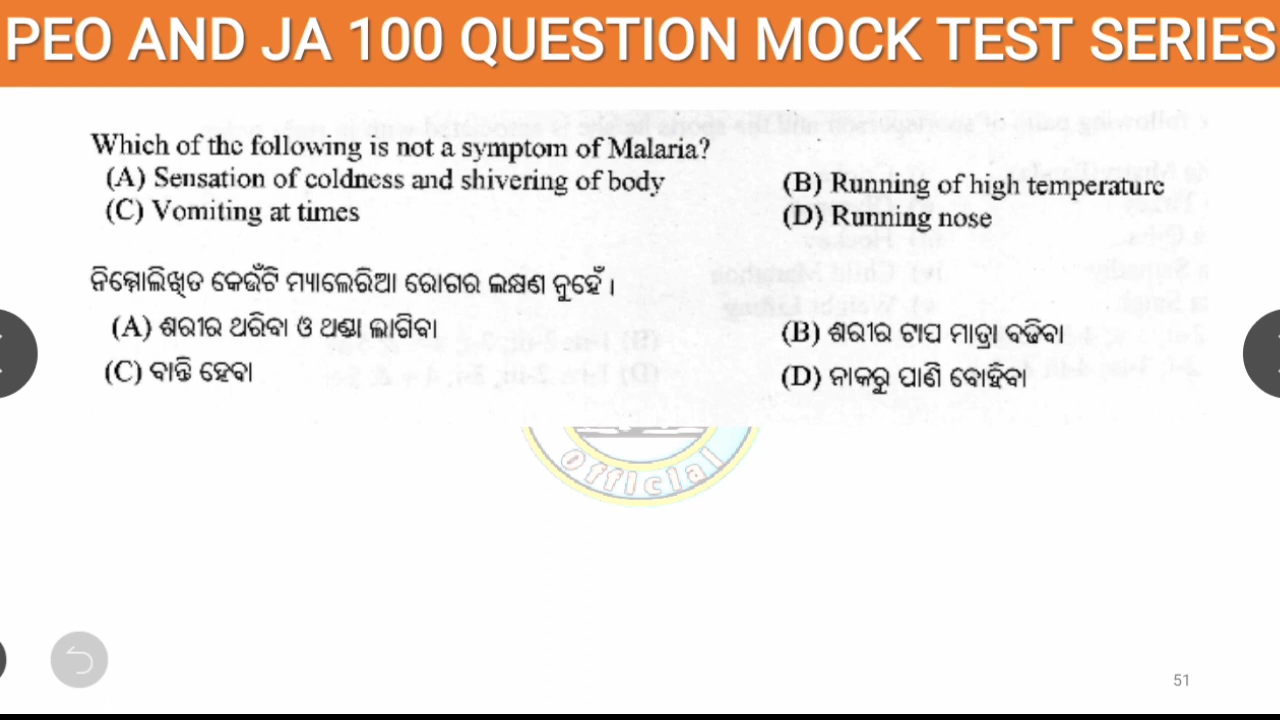 PEO AND JA 100 QUESTION MOCK TEST SERIES
Which of the following is not a symptom of Malaria?
(A) Sensation of coldness and shivering of body
(B) Running of high temperature
(C) Vomiting at times
(D) Running nose
ନିମ୍ନୋଲିଖିତ କେଉଁଟି ମ୍ୟାଲେରିଆ ରୋଗର ଲକ୍ଷଣ ନୁହେଁ ।
(A) ଶରୀର ଥରିବା ଓ ଥଣ୍ଡା ଲାଗିବା
(B) ଶରୀର ତାପ ମାତ୍ରା ବଢିବା
(C) ବାନ୍ତି ହେବା
(D) ନାକରୁ ପାଣି ବୋହିବା
Official
51